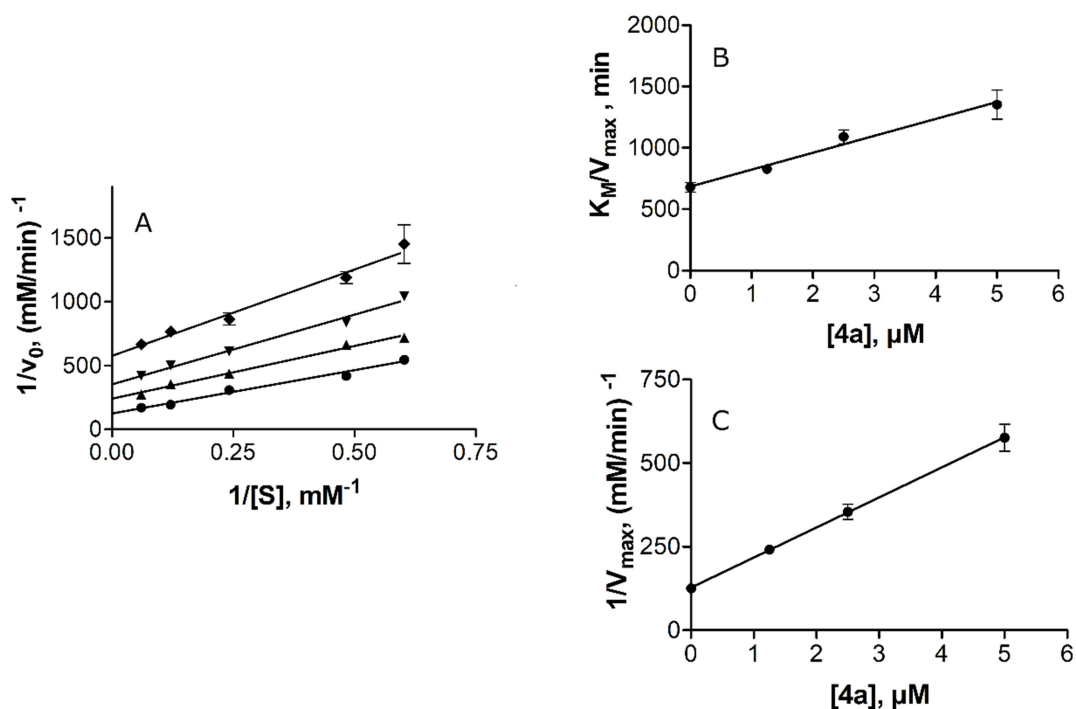 A
1500
1000
500
0
0.00 0.25 0.50 0.75
1/v0, (mM/min) -1
1/[S], mM-1
B
2000
1500
1000
500
0
0 1 2 3 4 5 6
KM/Vmax , min
[4a], µM
C
750
500
250
0
0 1 2 3 4 5 6
1/Vmax, (mM/min) -1
[4a], µM